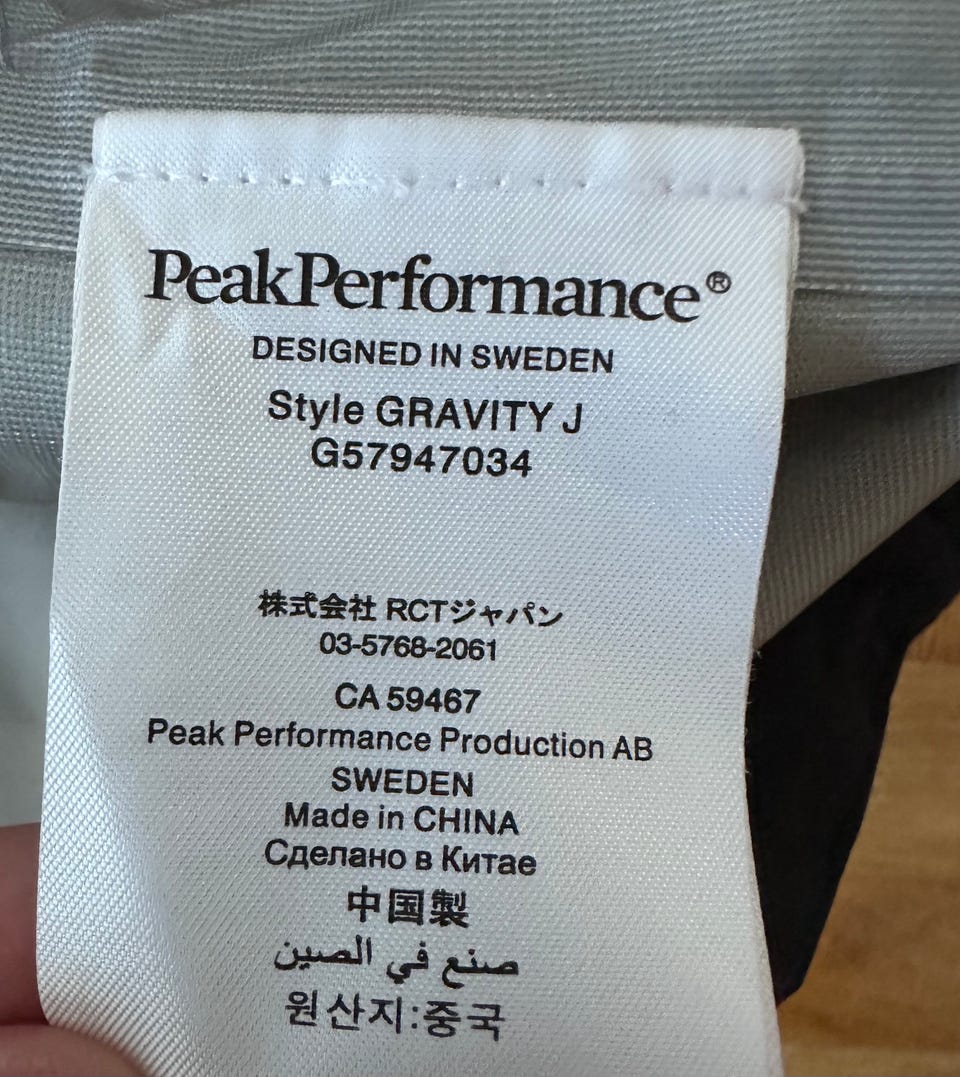 PeakPerformance®
DESIGNED IN SWEDEN
Style GRAVITY J
G57947034
株式会社 RCTジャパン
03-5768-2061
CA 59467
Peak Performance Production AB
SWEDEN
Made in CHINA
Сделано в Китае
中国製
صنع في الصين
원산지:중국